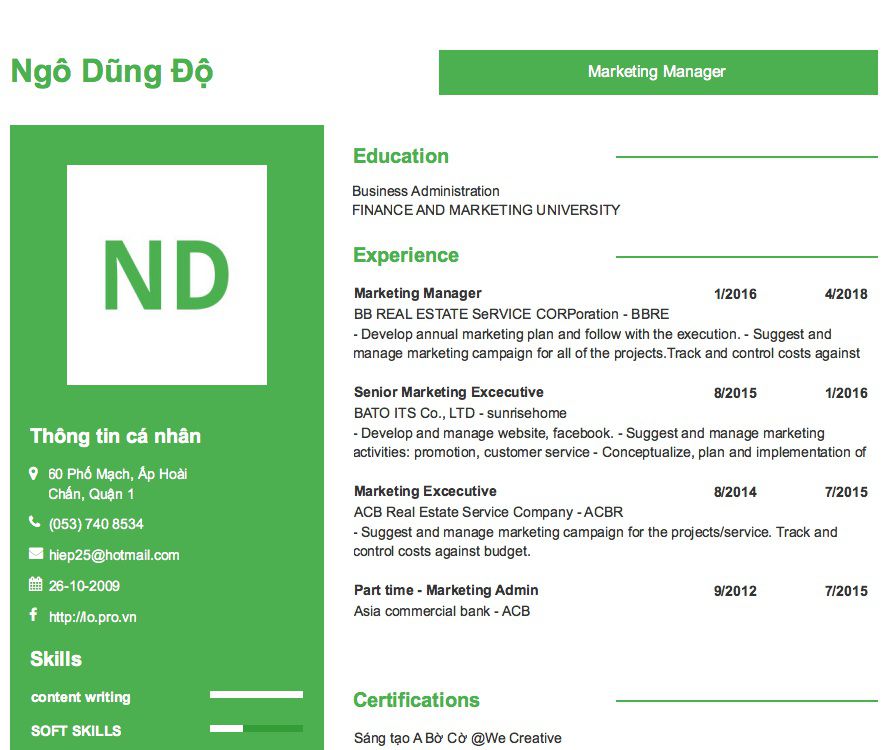 Ngô Dũng Độ
Marketing Manager
ND
Thông tin cá nhân
60 Phố Mạch, Ấp Hoài
Chấn, Quận 1
(053) 740 8534
hiep25@hotmail.com
26-10-2009
http://lo.pro.vn
Skills
content writing
SOFT SKILLS
Education
Business Administration
FINANCE AND MARKETING UNIVERSITY
Experience
Marketing Manager 1/2016 4/2018
BB REAL ESTATE SeRVICE CORPoration - BBRE
- Develop annual marketing plan and follow with the execution. - Suggest and
manage marketing campaign for all of the projects.Track and control costs against
Senior Marketing Excecutive 8/2015 1/2016
BATO ITS Co., LTD - sunrisehome
- Develop and manage website, facebook. - Suggest and manage marketing
activities: promotion, customer service - Conceptualize, plan and implementation of
Marketing Excecutive 8/2014 7/2015
ACB Real Estate Service Company - ACBR
- Suggest and manage marketing campaign for the projects/service. Track and
control costs against budget.
Part time - Marketing Admin 9/2012 7/2015
Asia commercial bank - ACB
Certifications
Sáng tạo A Bờ Cờ @We Creative